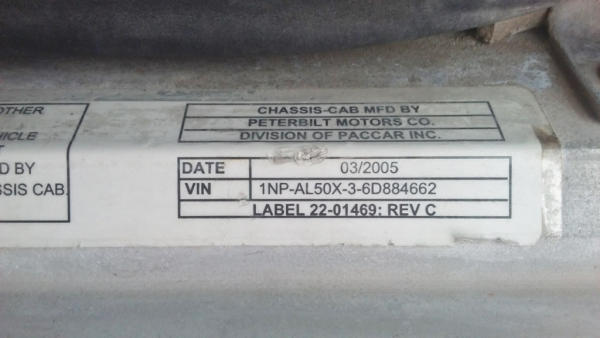 OTHER
VEHICLE
D BY
SSIS CAB.
CHASSIS-CAB MFD BY
PETERBILT MOTORS CO.
DIVISION OF PACCAR INC.
DATE 03/2005
VIN 1NP-AL50X-3-6D884662
LABEL 22-01469: REV C